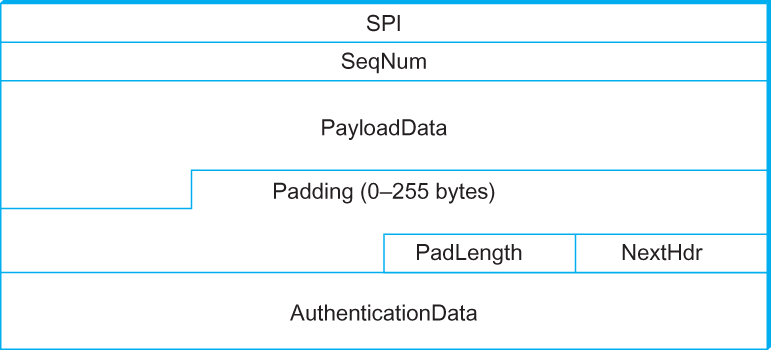 SPI
SeqNum
PayloadData
Padding (0–255 bytes)
PadLength NextHdr
AuthenticationData